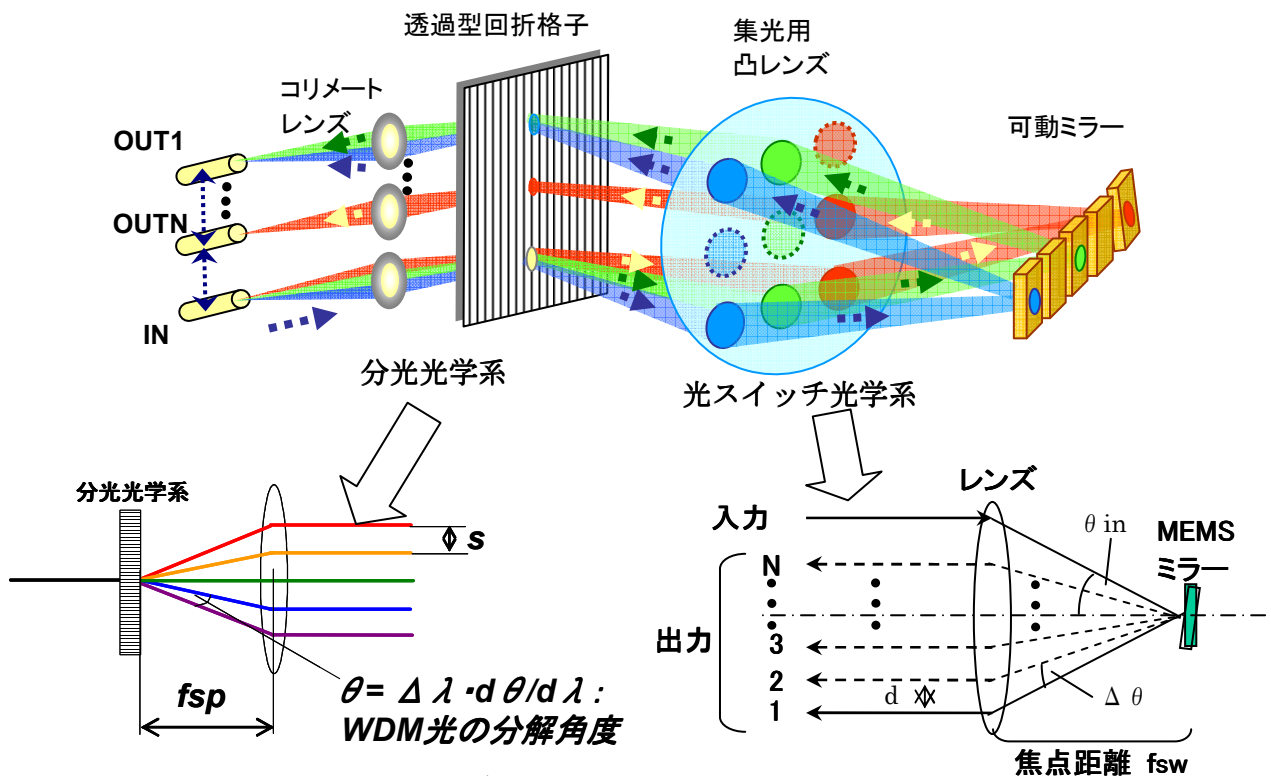 透過型回折格子
集光用
凸レンズ
コリメート
レンズ
可動ミラー
OUT1
OUTN
IN
分光光学系
光スイッチ光学系
分光光学系
s
fsp
θ= Δλ・dθ/dλ:
WDM光の分解角度
レンズ
入力
θ in
MEMS
ミラー
N
出力
3
2
1
d
Δ θ
焦点距離 fsw